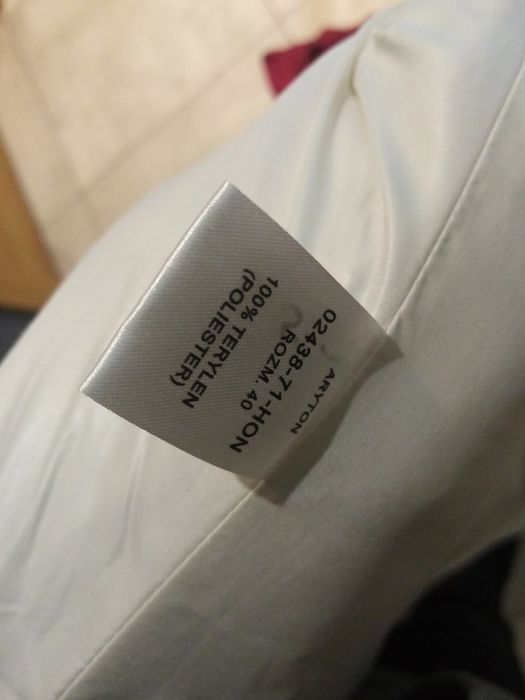 ARYTON
02438-71-HON
ROZM. 40
100% TERYLEN
(POLIESTER)